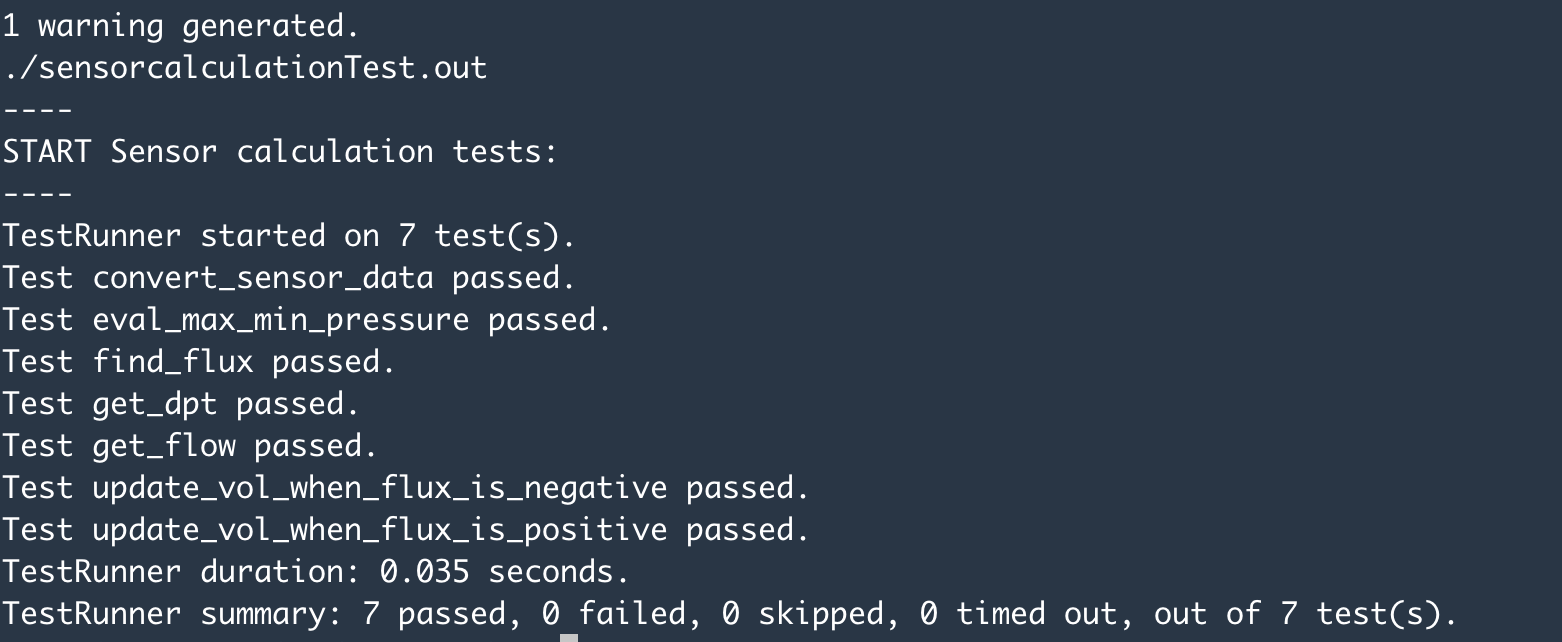 1 warning generated.
./sensorcalculationTest.out
----
START Sensor calculation tests:
----
TestRunner started on 7 test(s).
Test convert_sensor_data passed.
Test eval_max_min_pressure passed.
Test find_flux passed.
Test get_dpt passed.
Test get_flow passed.
Test update_vol_when_flux_is_negative passed.
Test update_vol_when_flux_is_positive passed.
TestRunner duration: 0.035 seconds.
TestRunner summary: 7 passed, 0 failed, 0 skipped, 0 timed out, out of 7 test(s).